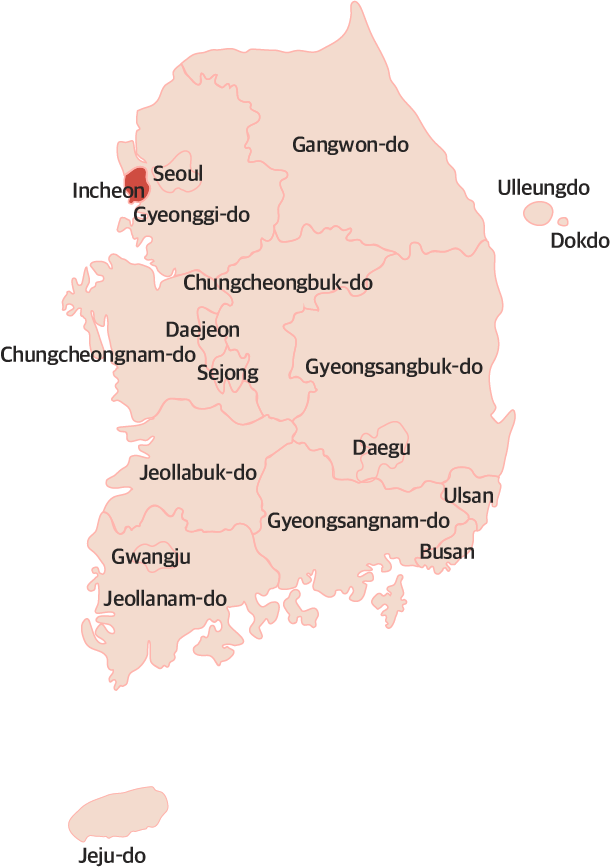 Gangwon-do
Seoul
Incheon
Ulleungdo
Gyeonggi-do
Dokdo
Chungcheongbuk-do
Daejeon
Chungcheongnam-do
Sejong
Gyeongsangbuk-do
Daegu
Jeollabuk-do
Ulsan
Gyeongsangnam-do
Busan
Gwangju
Jeollanam-do
Jeju-do